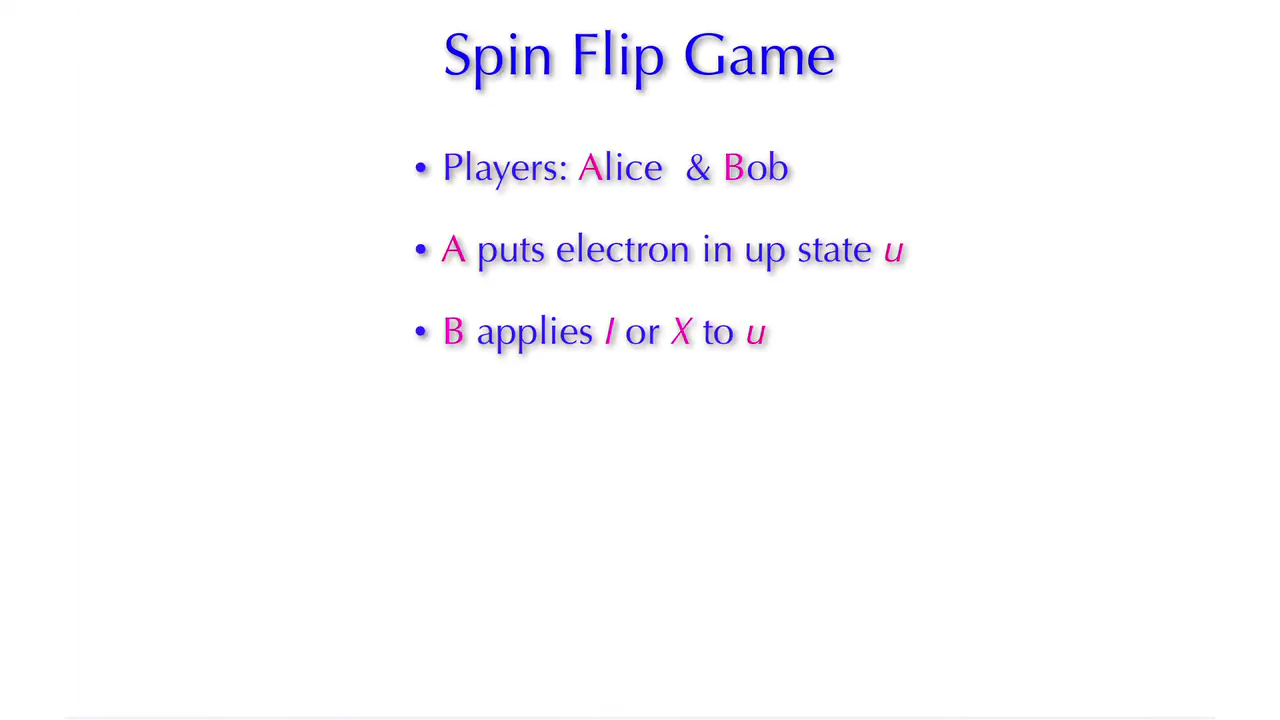 Spin Flip Game
• Players: Alice & Bob
• A puts electron in up state u
• B applies I or X to u